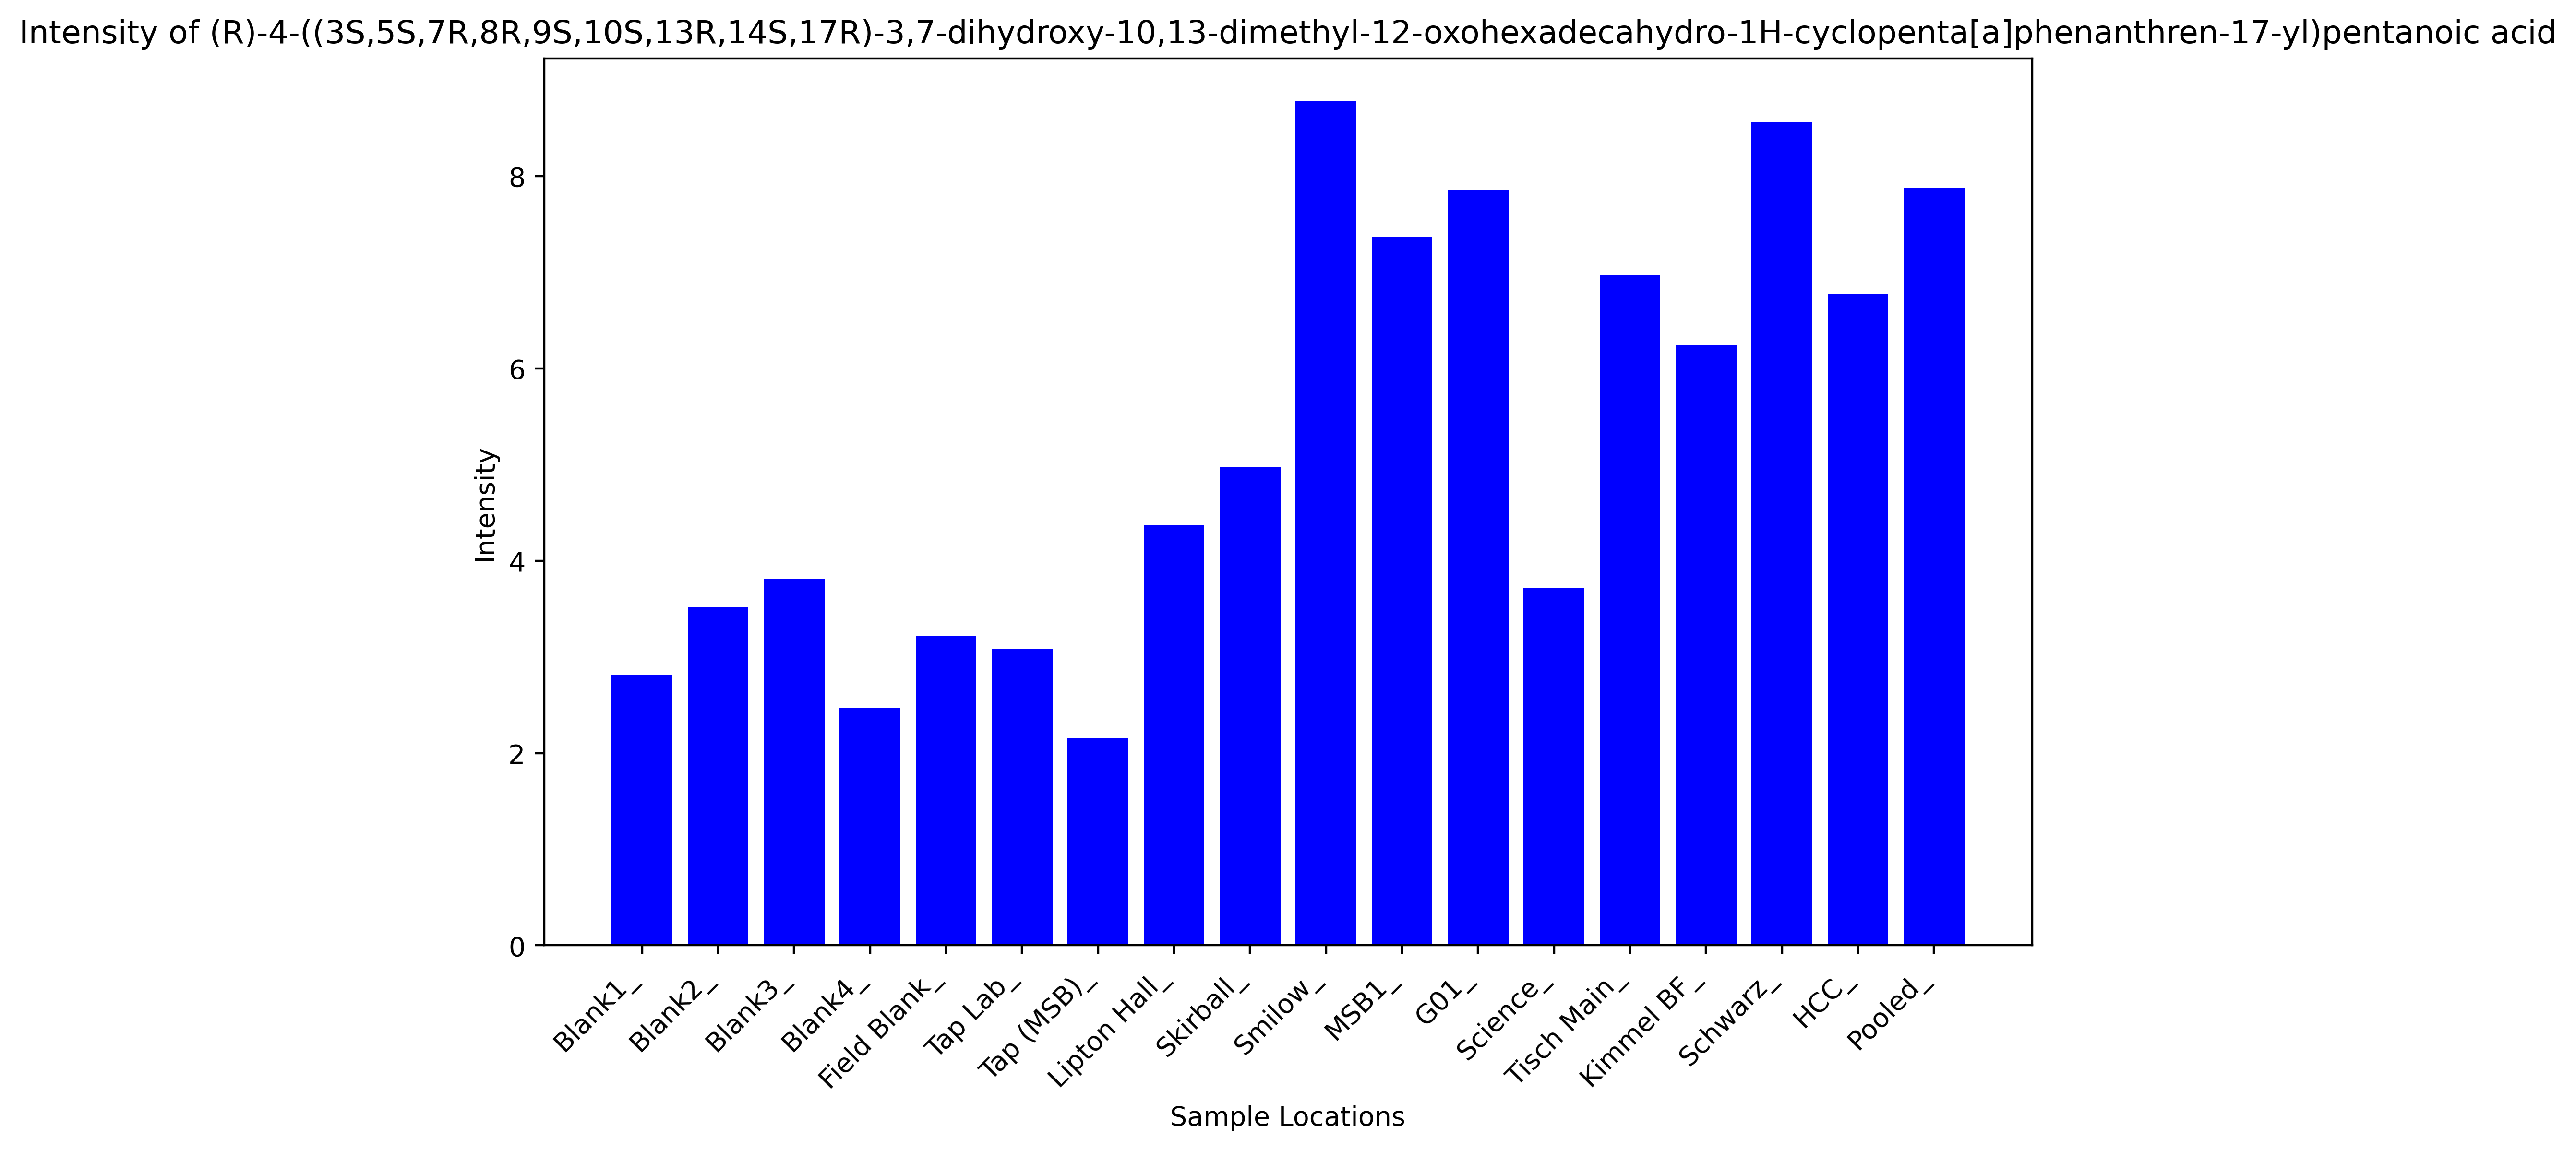 Intensity of (R)-4-((3S,5S,7R,8R,9S,10S,13R,14S,17R)-3,7-dihydroxy-10,13-dimethyl-12-oxohexadecahydro-1H-cyclopenta[a]phenanthren-17-yl)pentanoic acid
Intensity
8
6
4
2
0
Blank1_
Blank2_
Blank3_
Blank4_
Field Blank_
Tap Lab_
Tap (MSB)_
Lipton Hall_
Skirball_
Smilow_
MSB1_
G01_
Science_
Tisch Main_
Kimmel BF_
Schwarz_
HCC_
Pooled_
Sample Locations